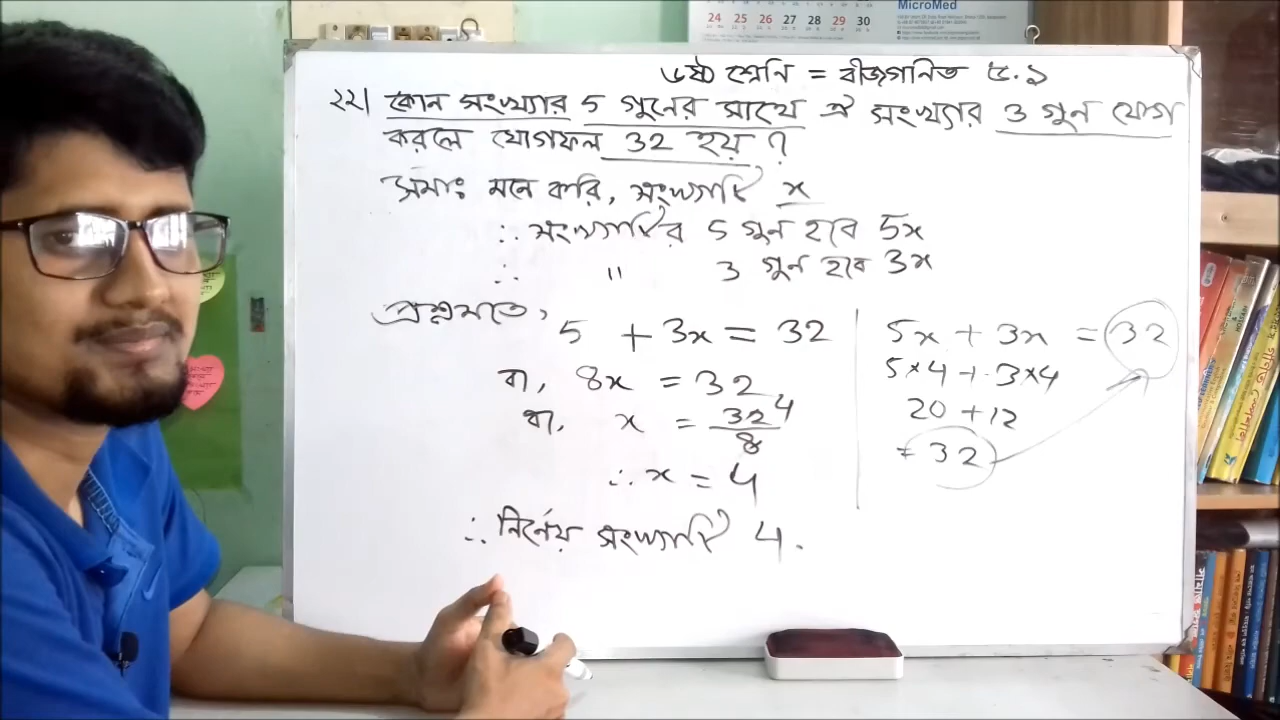 MicroMed
24 25 26 27 28 29 30
৬ষ্ঠ শ্রেনি = বীজগনিত ৫.১
২২। কোন সংখ্যার 5 গুনের সাথে ঐ সংখ্যার 3 গুন যোগ
করলে যোগফল 32 হয় ?
সমাঃ মনে করি, সংখ্যাটি x
∴ সংখ্যাটির 5 গুন হবে 5x
∴ " 3 গুন হবে 3x
প্রশ্নমতে,
5 + 3x = 32
বা, 8x = 32
বা, x = 32/8 4
∴ x = 4
∴ নির্নেয় সংখ্যাটি 4.
5x + 3x = 32
5×4 + 3×4
20 + 12
= 32